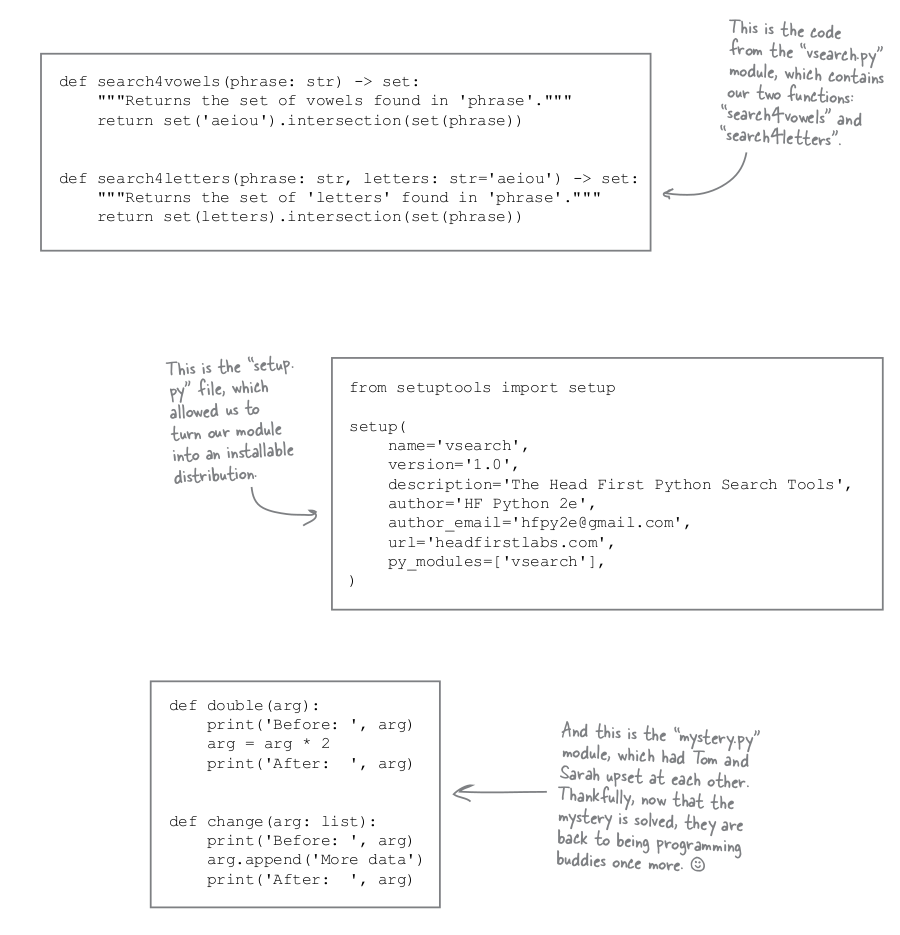 def search4vowels(phrase: str) -> set:
    """Returns the set of vowels found in 'phrase'."""
    return set('aeiou').intersection(set(phrase))
def search4letters(phrase: str, letters: str='aeiou') -> set:
    """Returns the set of 'letters' found in 'phrase'."""
    return set(letters).intersection(set(phrase))
This is the code
from the “vsearch.py”
module, which contains
our two functions:
“search4vowels” and
“search4letters”.
This is the “setup.
py” file, which
allowed us to
turn our module
into an installable
distribution.
from setuptools import setup
setup(
    name='vsearch',
    version='1.0',
    description='The Head First Python Search Tools',
    author='HF Python 2e',
    author_email='hfpy2e@gmail.com',
    url='headfirstlabs.com',
    py_modules=['vsearch'],
)
def double(arg):
    print('Before: ', arg)
    arg = arg * 2
    print('After:  ', arg)
def change(arg: list):
    print('Before: ', arg)
    arg.append('More data')
    print('After:  ', arg)
And this is the “mystery.py”
module, which had Tom and
Sarah upset at each other.
Thankfully, now that the
mystery is solved, they are
back to being programming
buddies once more. ☺